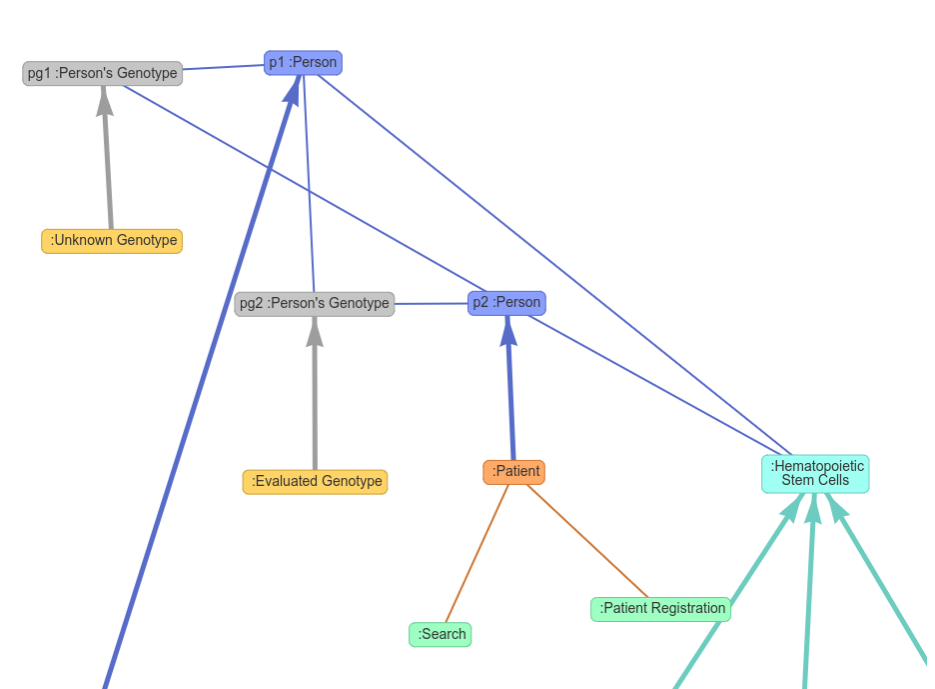 p1 :Person
pg1 :Person's Genotype
:Unknown Genotype
pg2 :Person's Genotype
p2 :Person
:Evaluated Genotype
:Patient
:Hematopoietic
Stem Cells
:Patient Registration
:Search